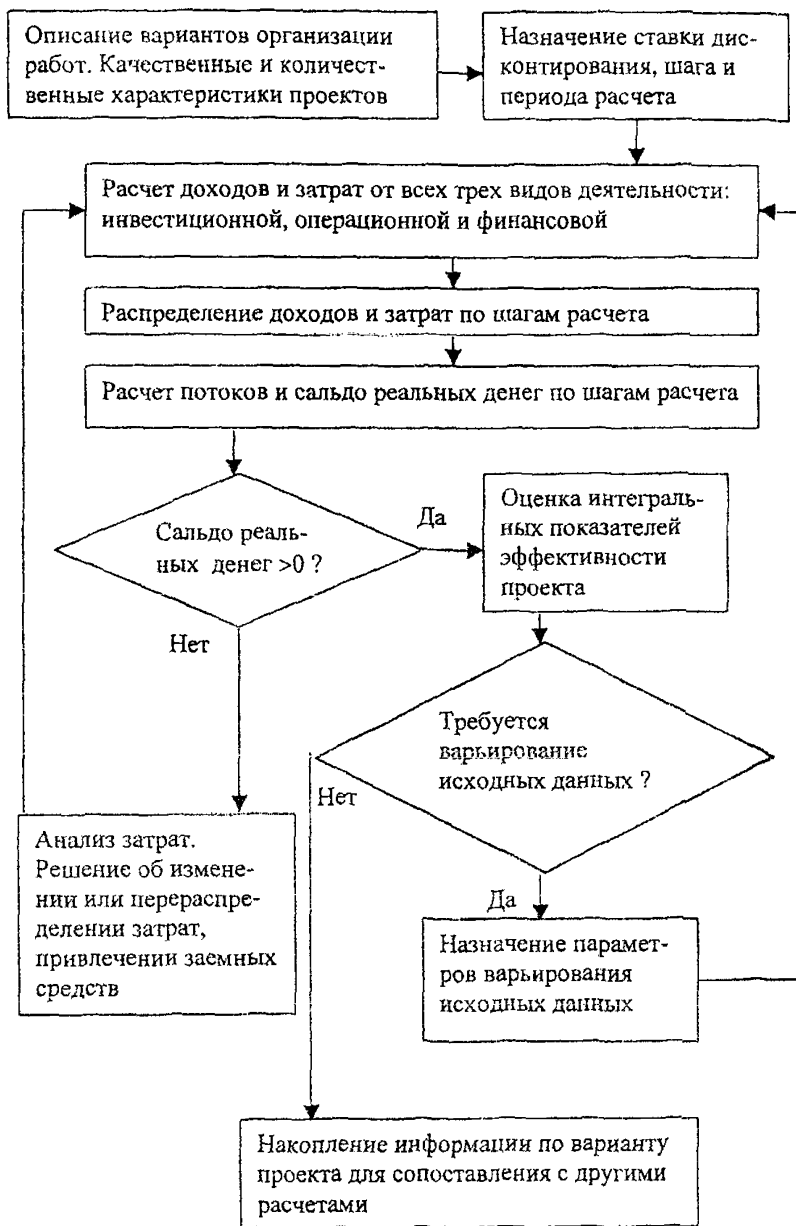 Описание вариантов организации
работ. Качественные и количест-
венные характеристики проектов
Назначение ставки дис-
контирования, шага и
периода расчета
Расчет доходов и затрат от всех трех видов деятельности:
инвестиционной, операционной и финансовой
Распределение доходов и затрат по шагам расчета
Расчет потоков и сальдо реальных денег по шагам расчета
Сальдо реаль-
ных денег >0 ?
Да
Оценка интеграль-
ных показателей
эффективности
проекта
Нет
Требуется
варьирование
исходных данных ?
Нет
Анализ затрат.
Решение об измене-
нии или перераспре-
делении затрат,
привлечении заемных
средств
Да
Назначение парамет-
ров варьирования
исходных данных
Накопление информации по варианту
проекта для сопоставления с другими
расчетами